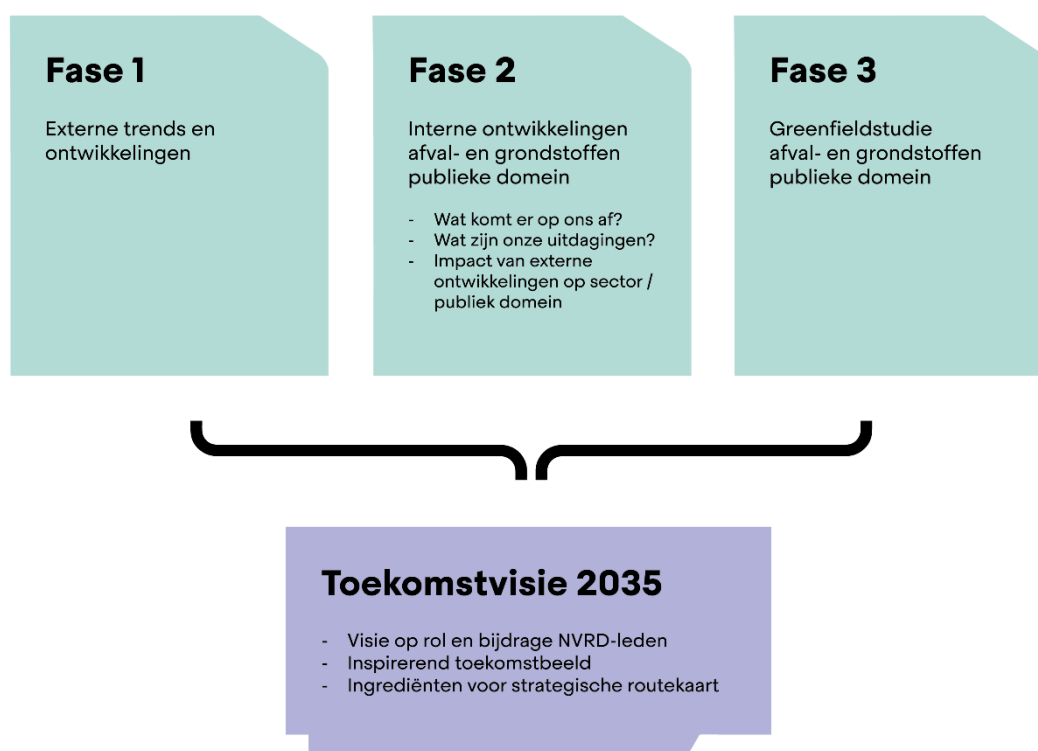 Fase 1
Externe trends en
ontwikkelingen
Fase 2
Interne ontwikkelingen
afval- en grondstoffen
publieke domein
- Wat komt er op ons af?
- Wat zijn onze uitdagingen?
- Impact van externe
ontwikkelingen op sector /
publiek domein
Fase 3
Greenfieldstudie
afval- en grondstoffen
publieke domein
Toekomstvisie 2035
- Visie op rol en bijdrage NVRD-leden
- Inspirerend toekomstbeeld
- Ingrediënten voor strategische routekaart